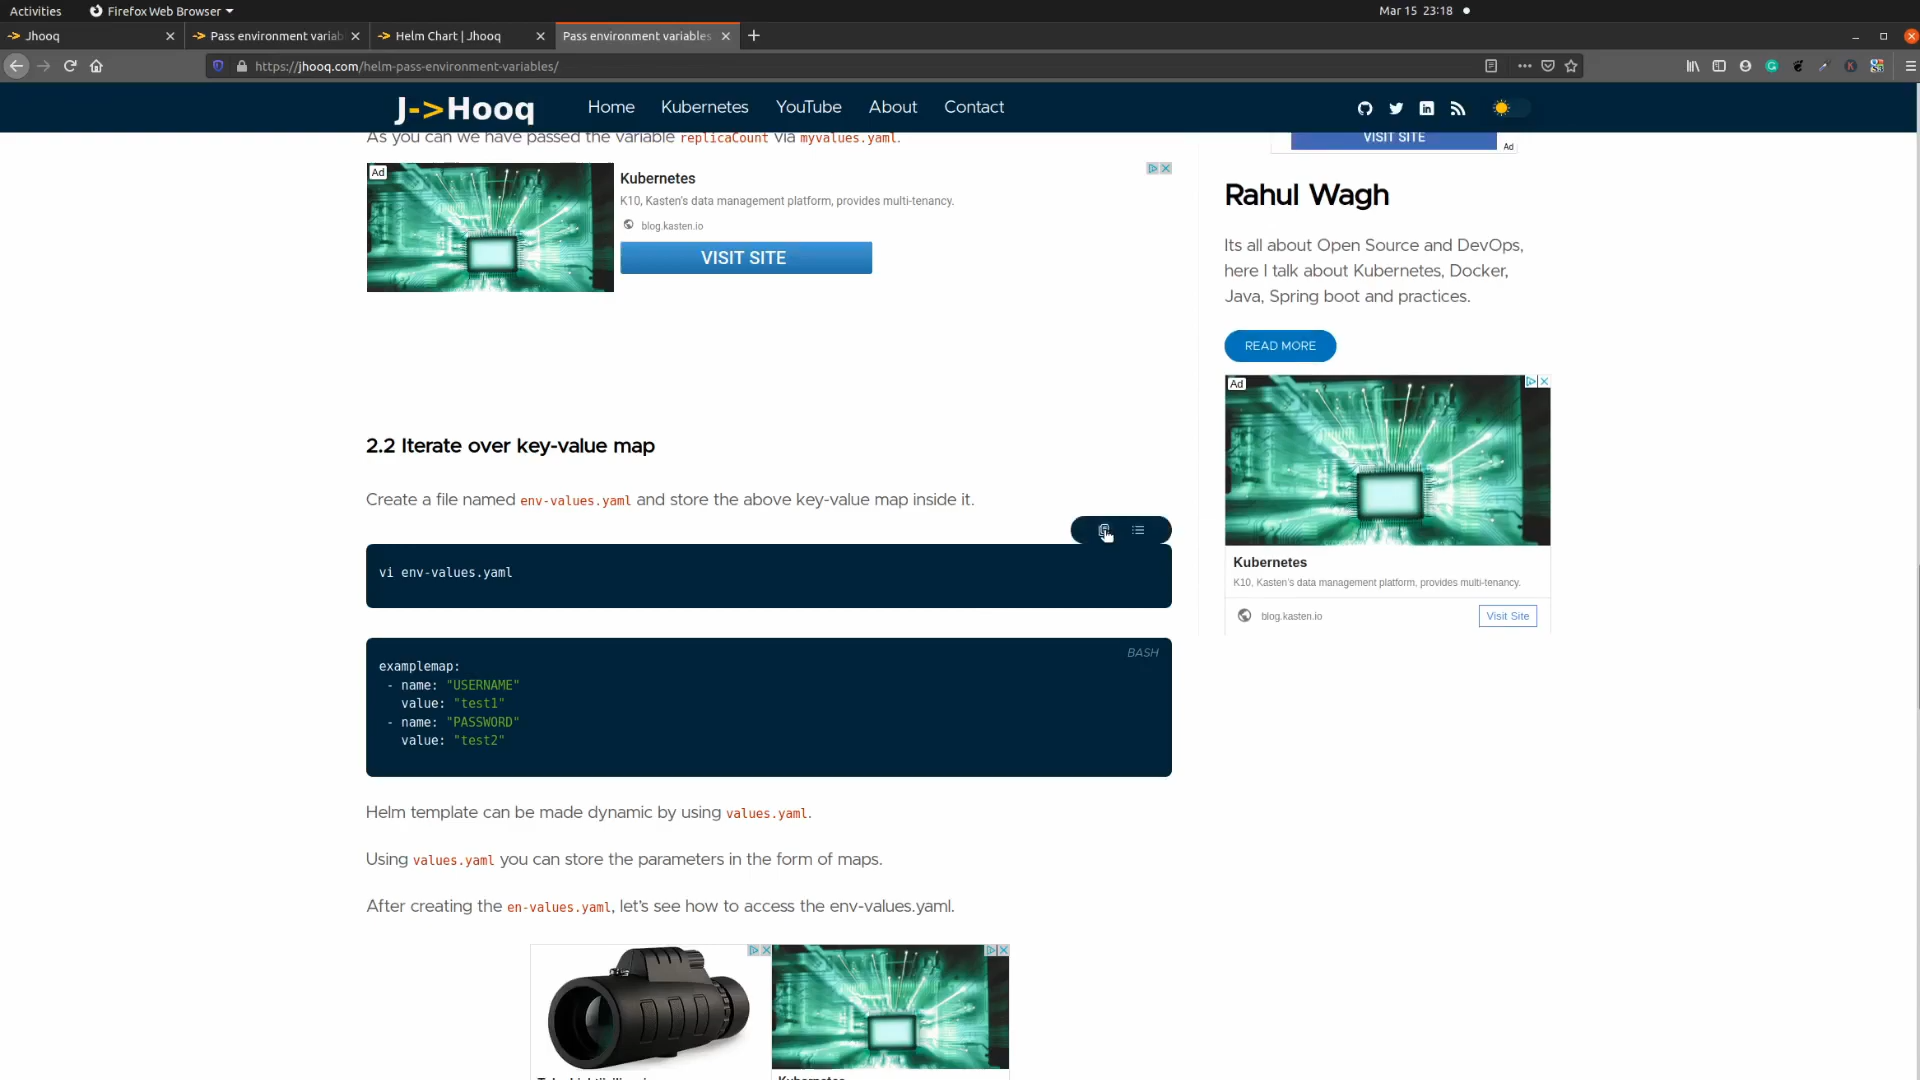 Activities
Firefox Web Browser
Mar 15 23:18
Jhooq
Pass environment variab
Helm Chart | Jhooq
Pass environment variables
https://jhooq.com/helm-pass-environment-variables/
J->Hooq
Home
Kubernetes
YouTube
About
Contact
As you can we have passed the variable replicaCount via myvalues.yaml.
Ad
Kubernetes
K10, Kasten's data management platform, provides multi-tenancy.
blog.kasten.io
VISIT SITE
2.2 Iterate over key-value map
Create a file named env-values.yaml and store the above key-value map inside it.
vi env-values.yaml
BASH
examplemap:
- name: "USERNAME"
value: "test1"
- name: "PASSWORD"
value: "test2"
Helm template can be made dynamic by using values.yaml.
Using values.yaml you can store the parameters in the form of maps.
After creating the en-values.yaml, let's see how to access the env-values.yaml.
VISIT SITE
Ad
Rahul Wagh
Its all about Open Source and DevOps,
here I talk about Kubernetes, Docker,
Java, Spring boot and practices.
READ MORE
Ad
Kubernetes
K10, Kasten's data management platform, provides multi-tenancy.
blog.kasten.io
Visit Site